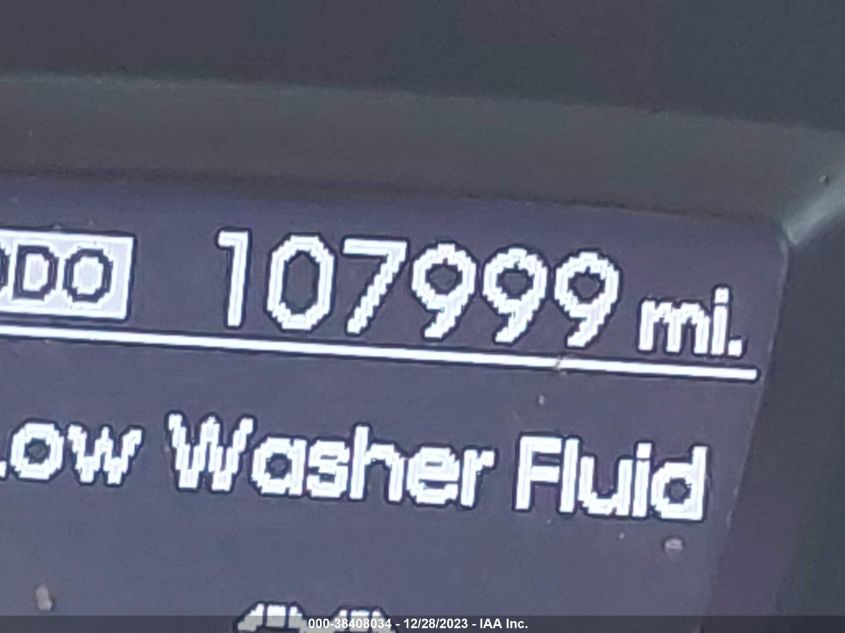 ODO 107999 mi.
Low Washer Fluid
000-38408034 - 12/28/2023 - IAA Inc.